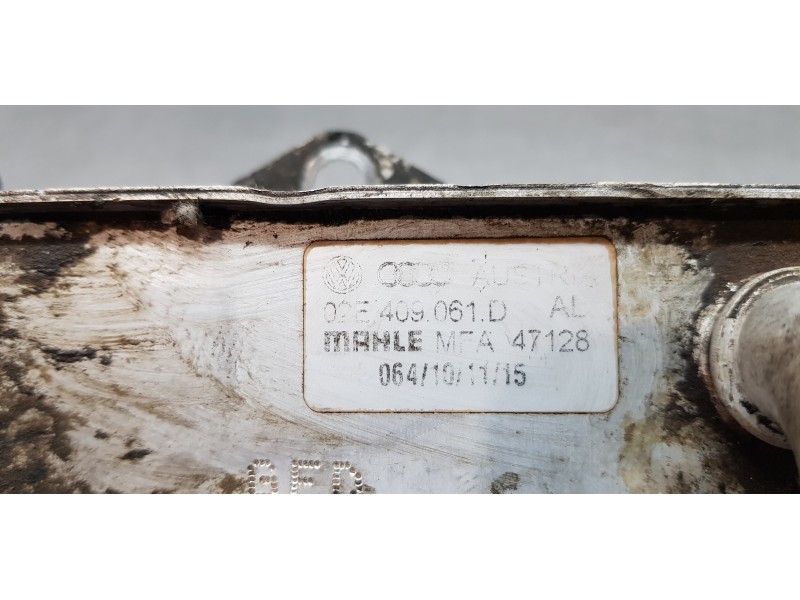 AUSTRIA
02E.409.061.D AL
MAHLE MFA 47128
064/10/11/15